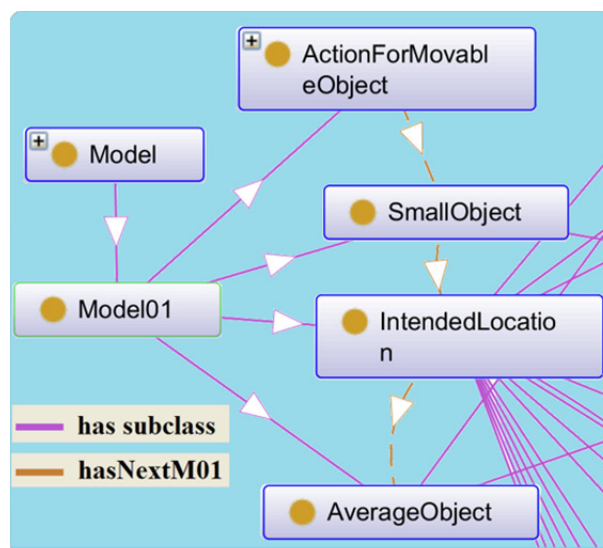 ActionForMovabl
eObject
Model
SmallObject
Model01
IntendedLocatio
n
has subclass
hasNextM01
AverageObject